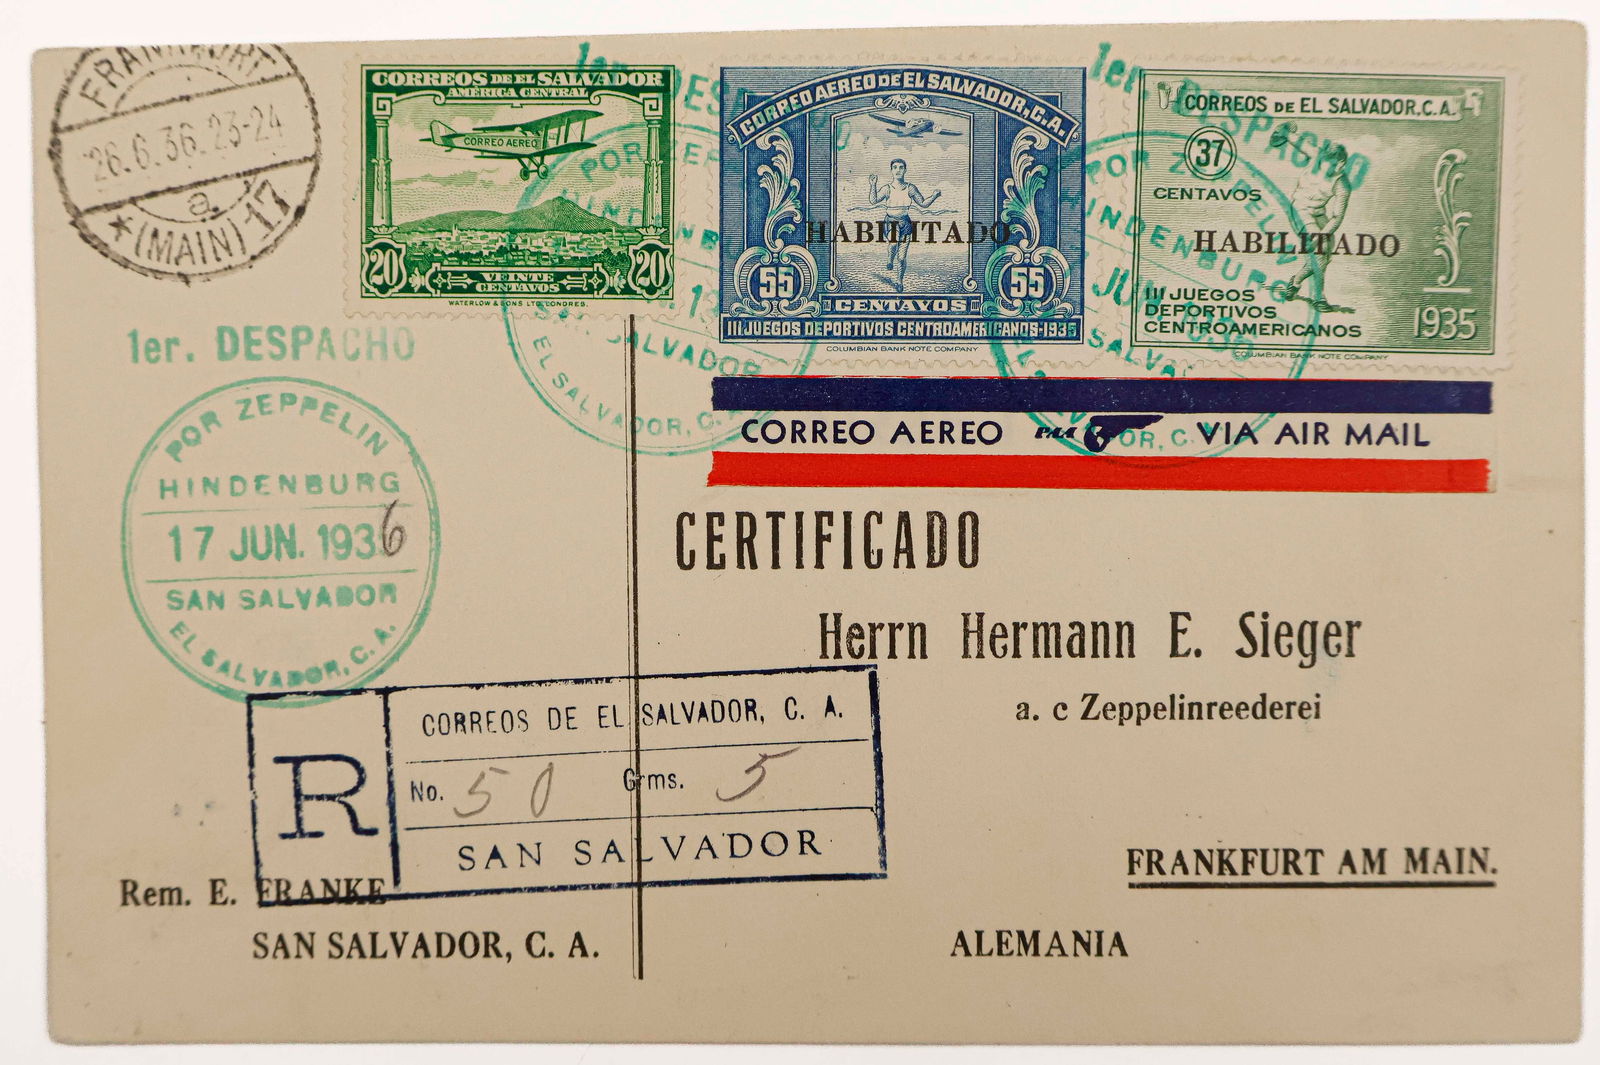 FRANKFURT
26.6.36.23-24
a
* (MAIN) 17
CORREOS DE EL SALVADOR
AMERICA CENTRAL
CORREO AEREO
20 VEINTE CENTAVOS 20
WATERLOW & SONS LTD. LONDRES.
CORREO AEREO DE EL SALVADOR, C.A.
HABILITADO
55 CENTAVOS 55
III JUEGOS DEPORTIVOS CENTROAMERICANOS-1935
COLUMBIAN BANK NOTE COMPANY
CORREOS DE EL SALVADOR, C.A.
37
CENTAVOS
HABILITADO
III JUEGOS
DEPORTIVOS
CENTROAMERICANOS
1935
COLUMBIAN BANK NOTE COMPANY
1er. DESPACHO
1er. DESPACHO
1er. DESPACHO
POR ZEPPELIN
HINDENBURG
17 JUN. 1936
SAN SALVADOR
EL SALVADOR, C. A.
CORREO AEREO PAA VIA AIR MAIL
CERTIFICADO
Herrn Hermann E. Sieger
a. c Zeppelinreederei
R
CORREOS DE EL SALVADOR, C. A.
No. 50 Grms. 5
SAN SALVADOR
FRANKFURT AM MAIN.
Rem. E. FRANKE
SAN SALVADOR, C. A.
ALEMANIA